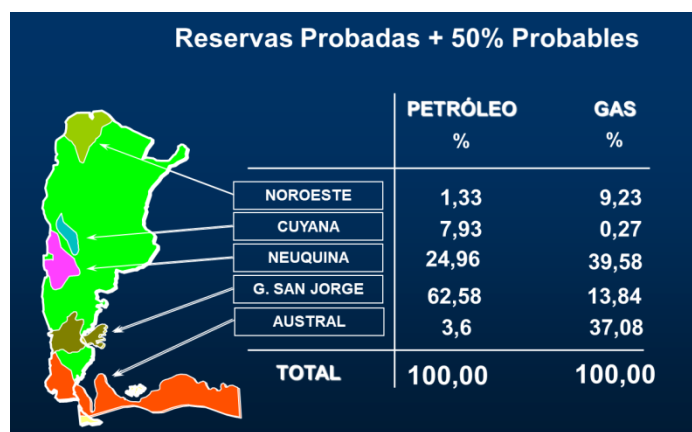 Reservas Probadas + 50% Probables
PETRÓLEO GAS
% %
NOROESTE 1,33 9,23
CUYANA 7,93 0,27
NEUQUINA 24,96 39,58
G. SAN JORGE 62,58 13,84
AUSTRAL 3,6 37,08
TOTAL 100,00 100,00